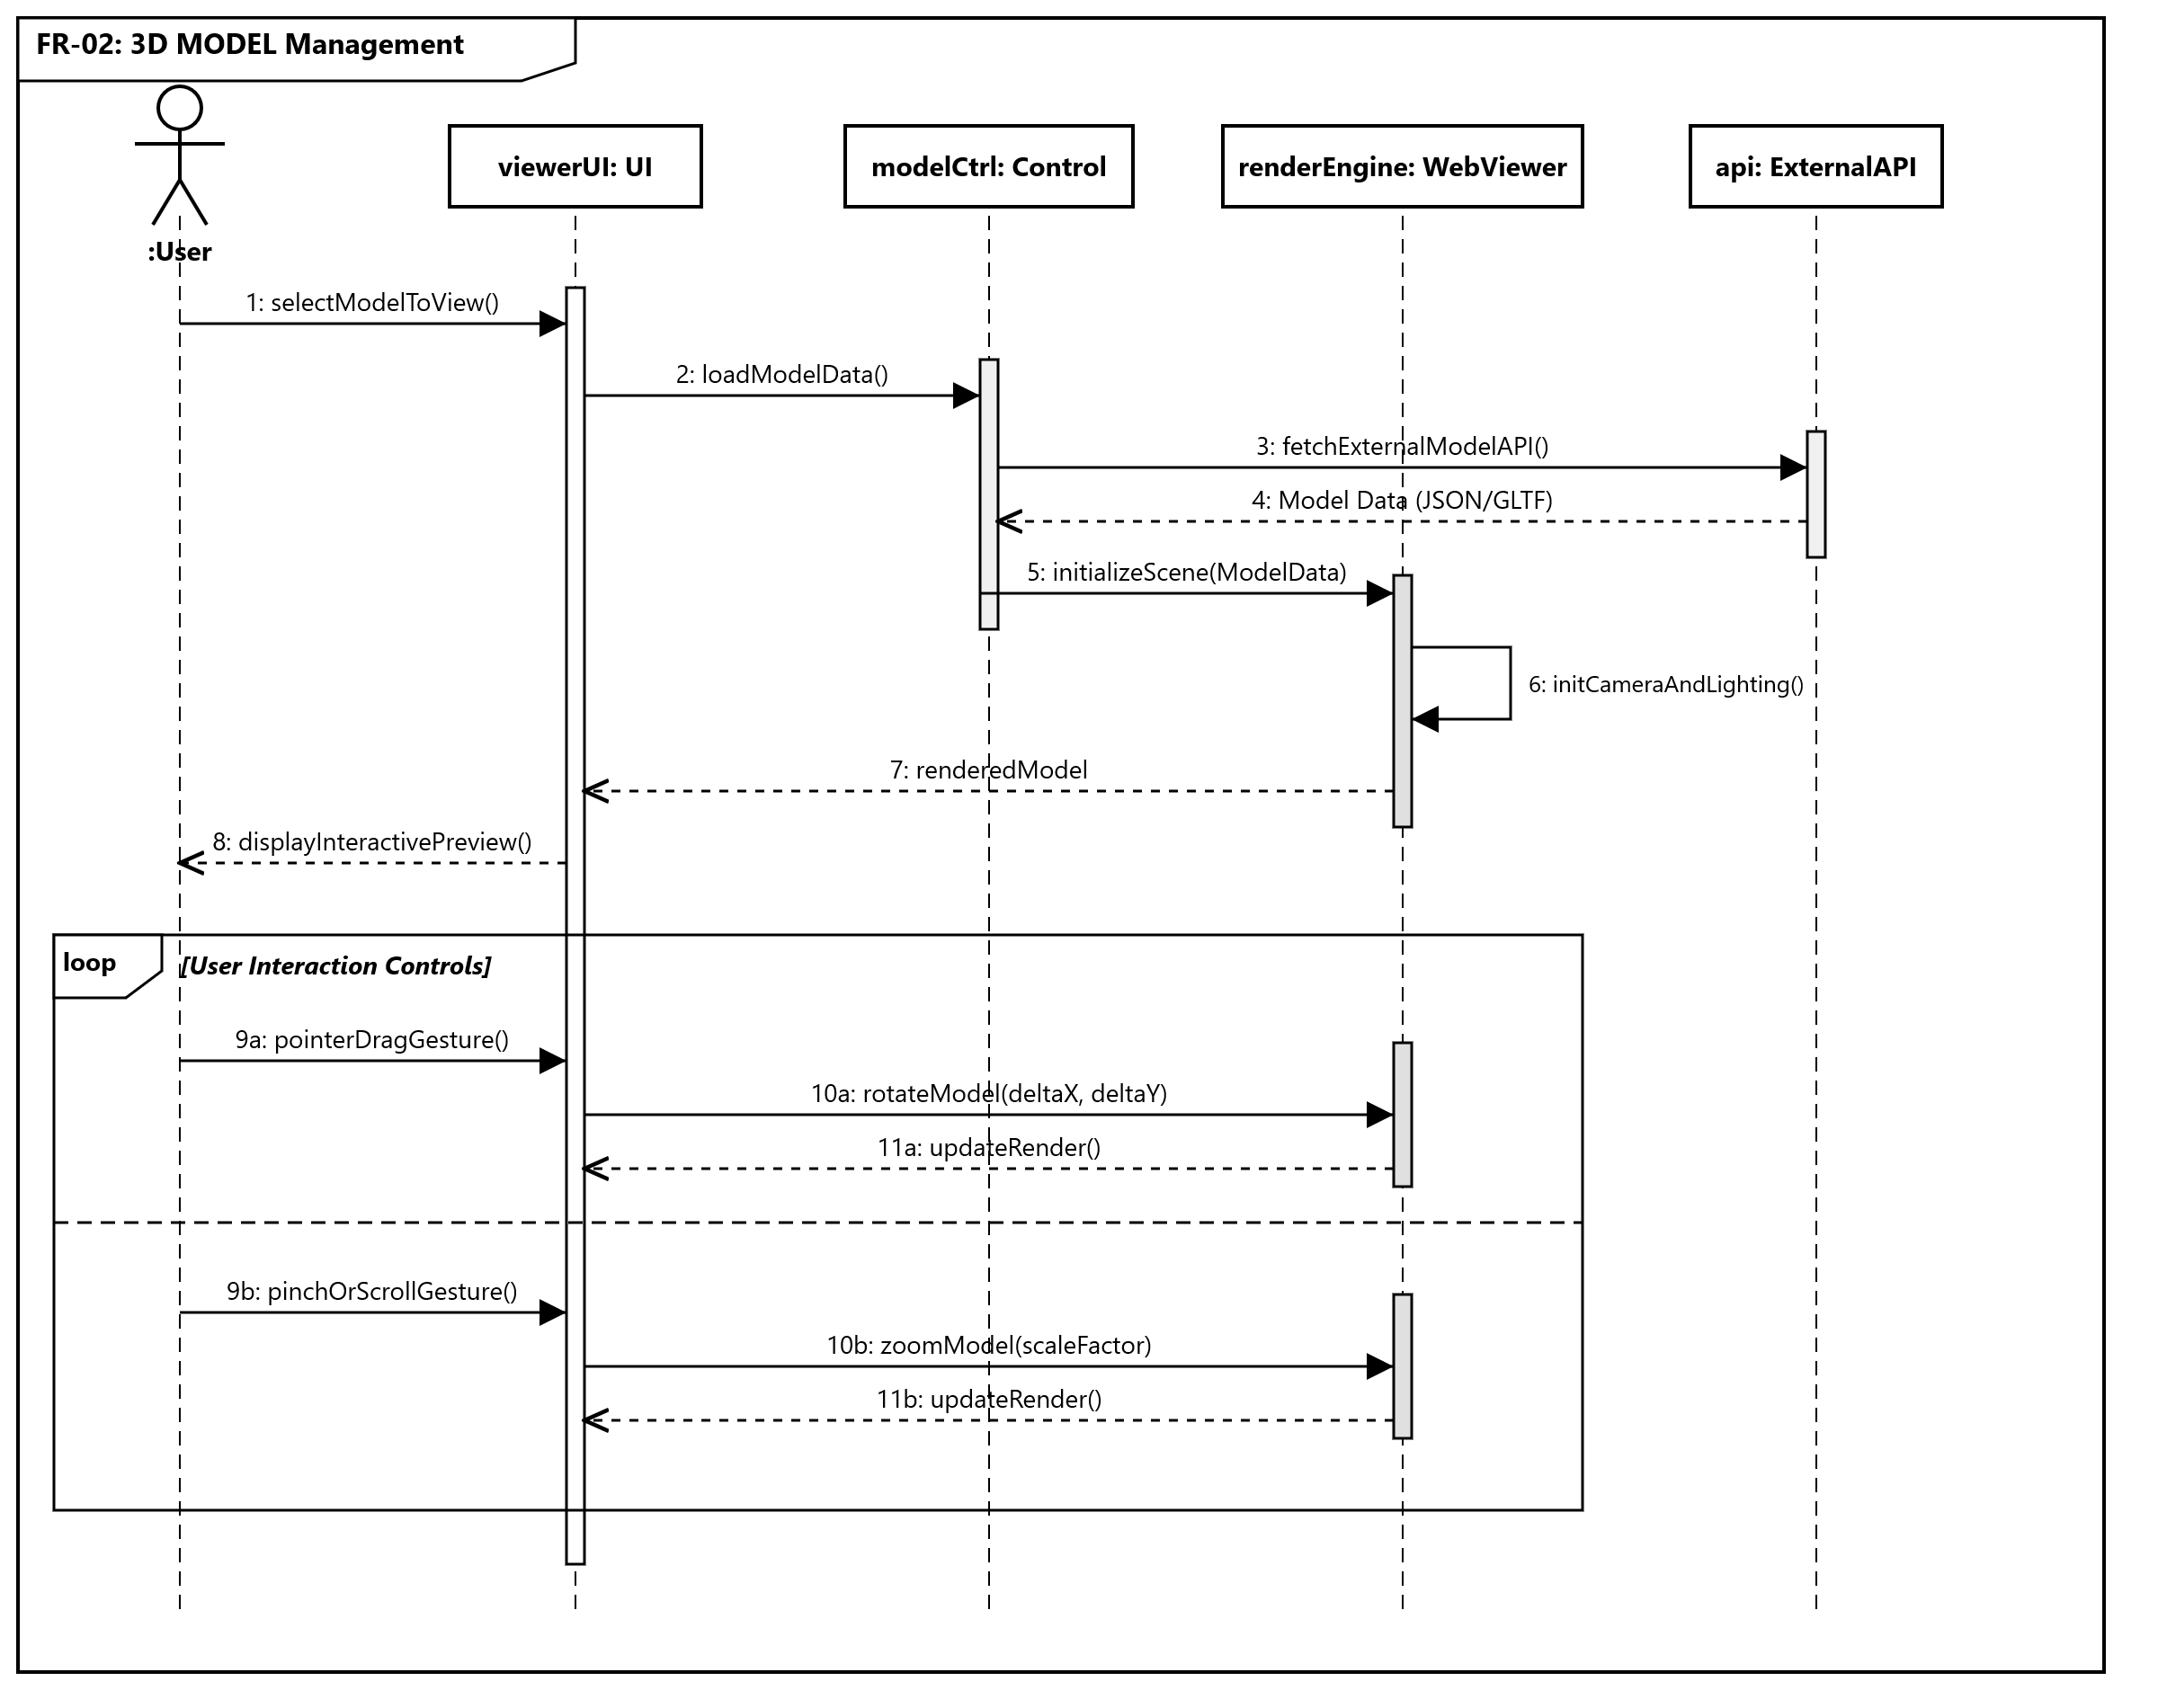 FR-02: 3D MODEL Management
:User
viewerUI: UI
modelCtrl: Control
renderEngine: WebViewer
api: ExternalAPI
1: selectModelToView()
2: loadModelData()
3: fetchExternalModelAPI()
4: Model Data (JSON/GLTF)
5: initializeScene(ModelData)
6: initCameraAndLighting()
7: renderedModel
8: displayInteractivePreview()
loop
[User Interaction Controls]
9a: pointerDragGesture()
10a: rotateModel(deltaX, deltaY)
11a: updateRender()
9b: pinchOrScrollGesture()
10b: zoomModel(scaleFactor)
11b: updateRender()